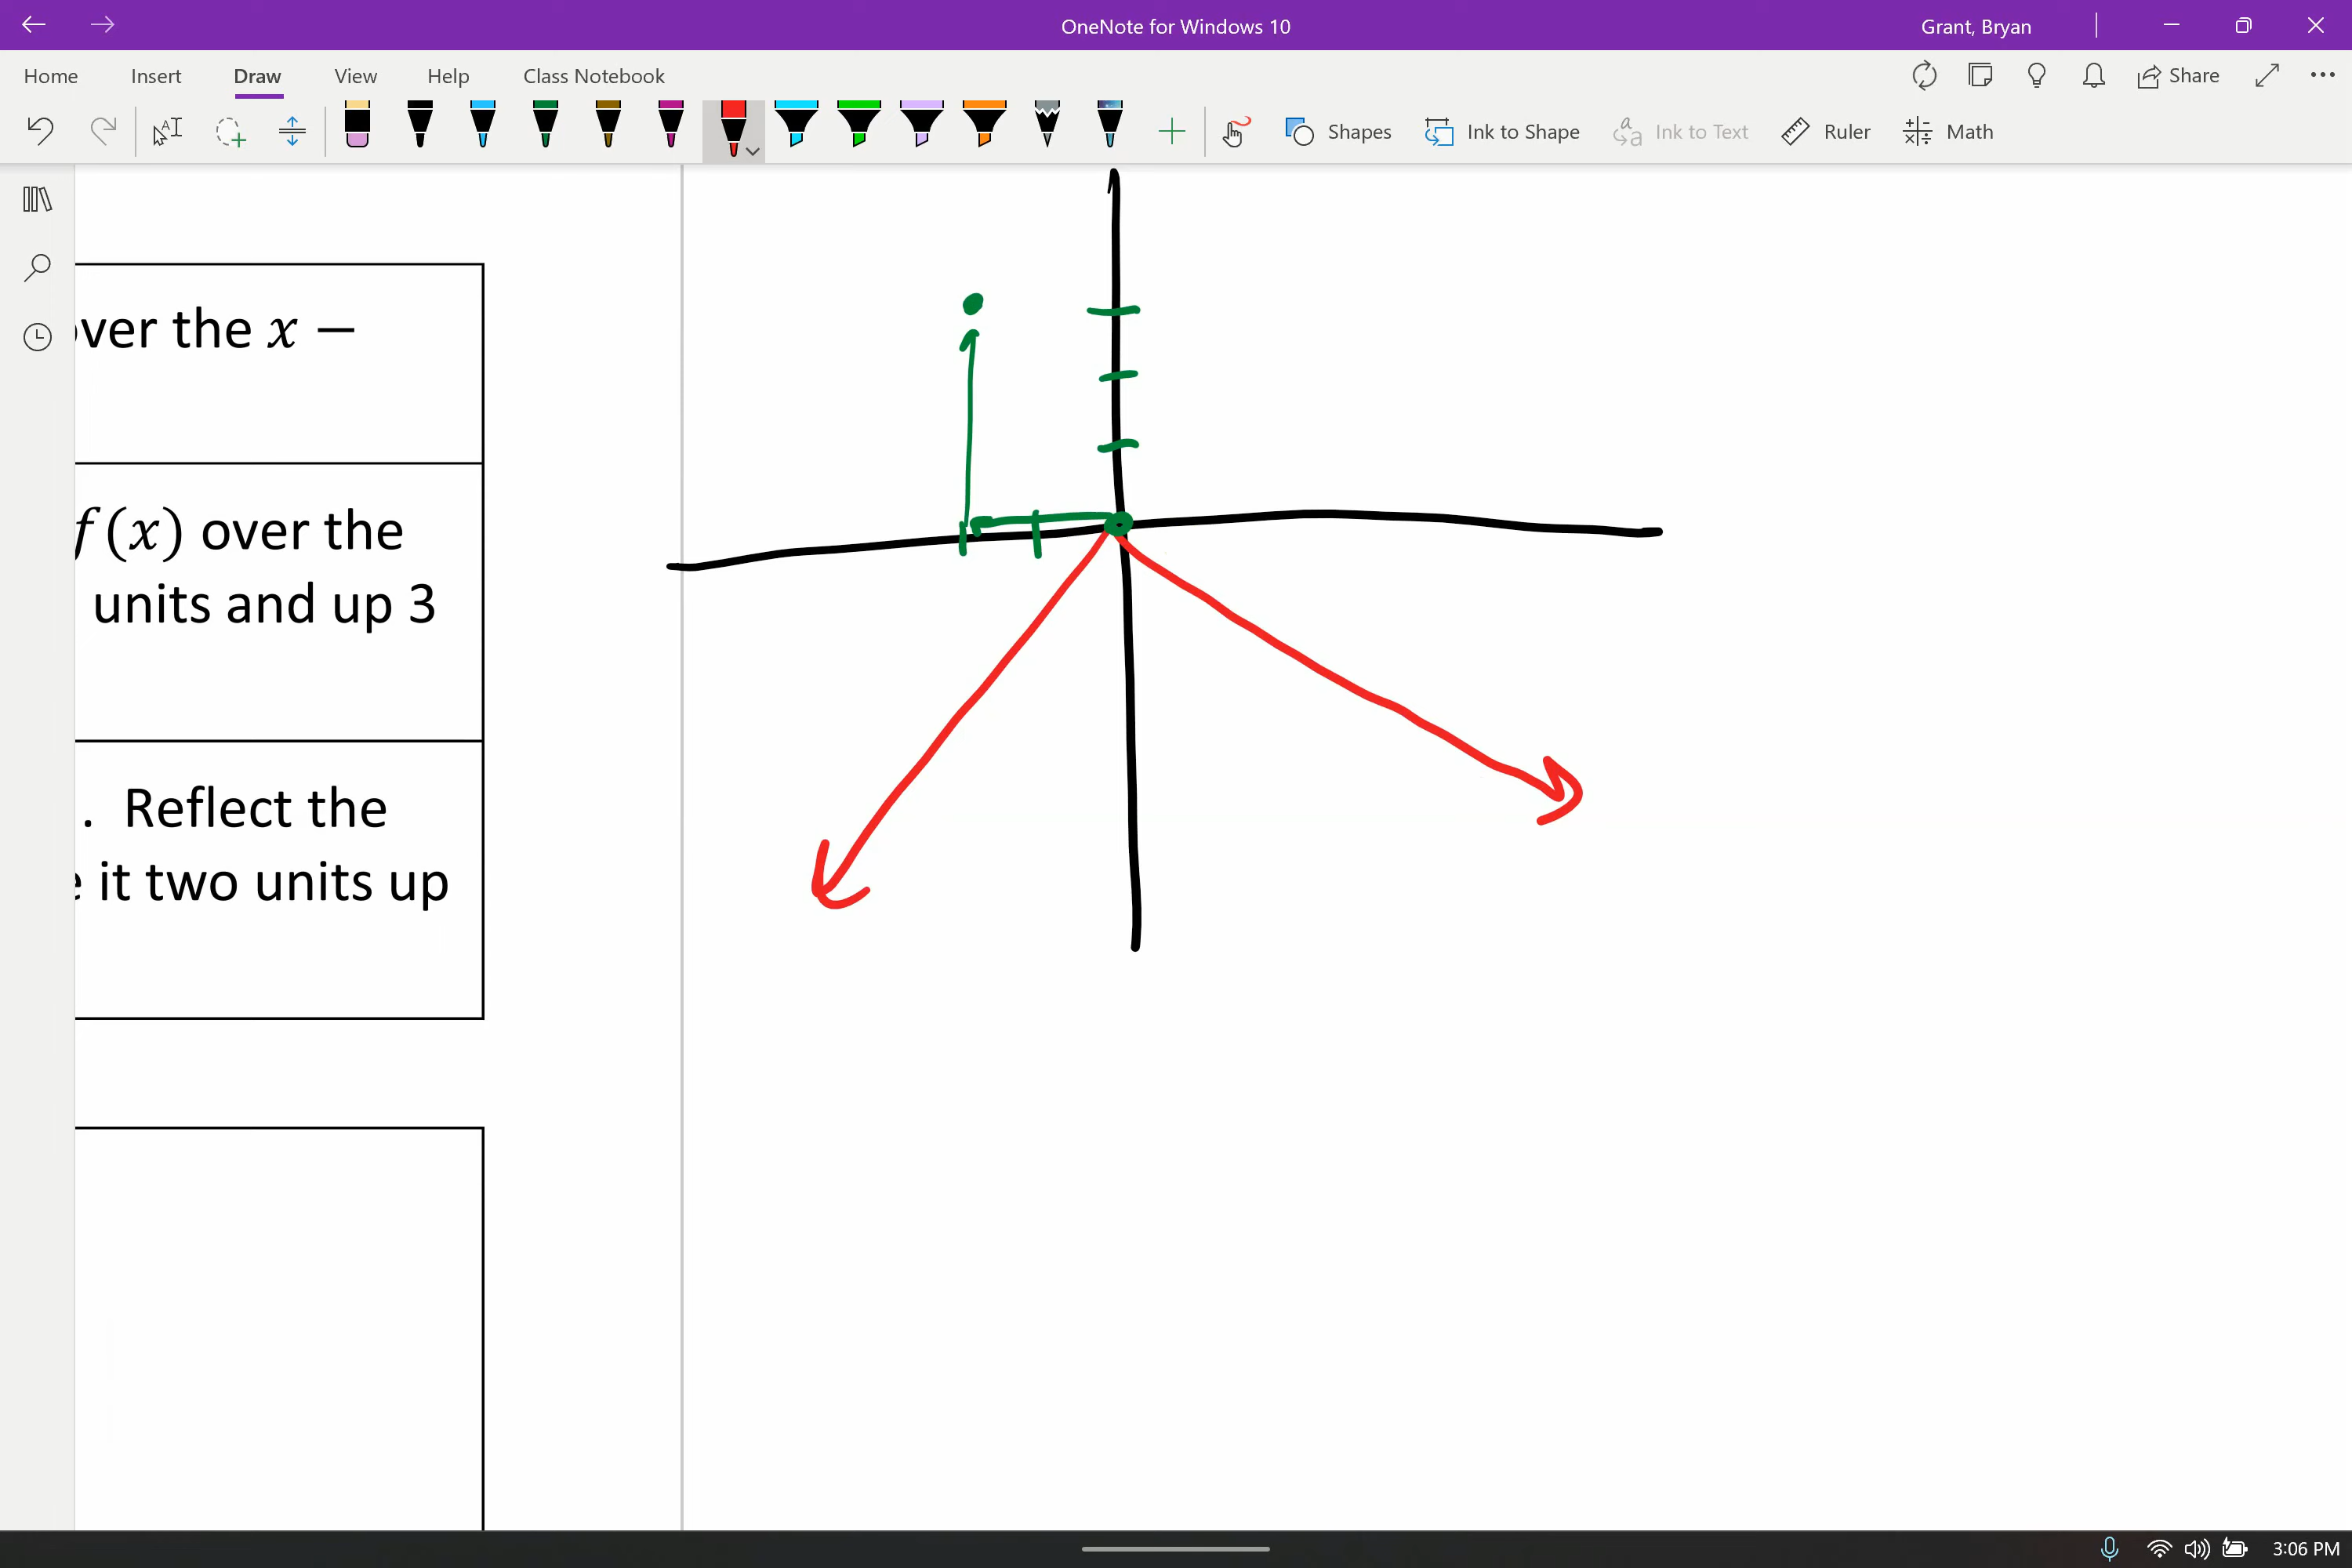 OneNote for Windows 10
Grant, Bryan
Home Insert Draw View Help Class Notebook
Share
Shapes Ink to Shape Ink to Text Ruler Math
over the x −
f(x) over the
units and up 3
. Reflect the
it two units up
3:06 PM